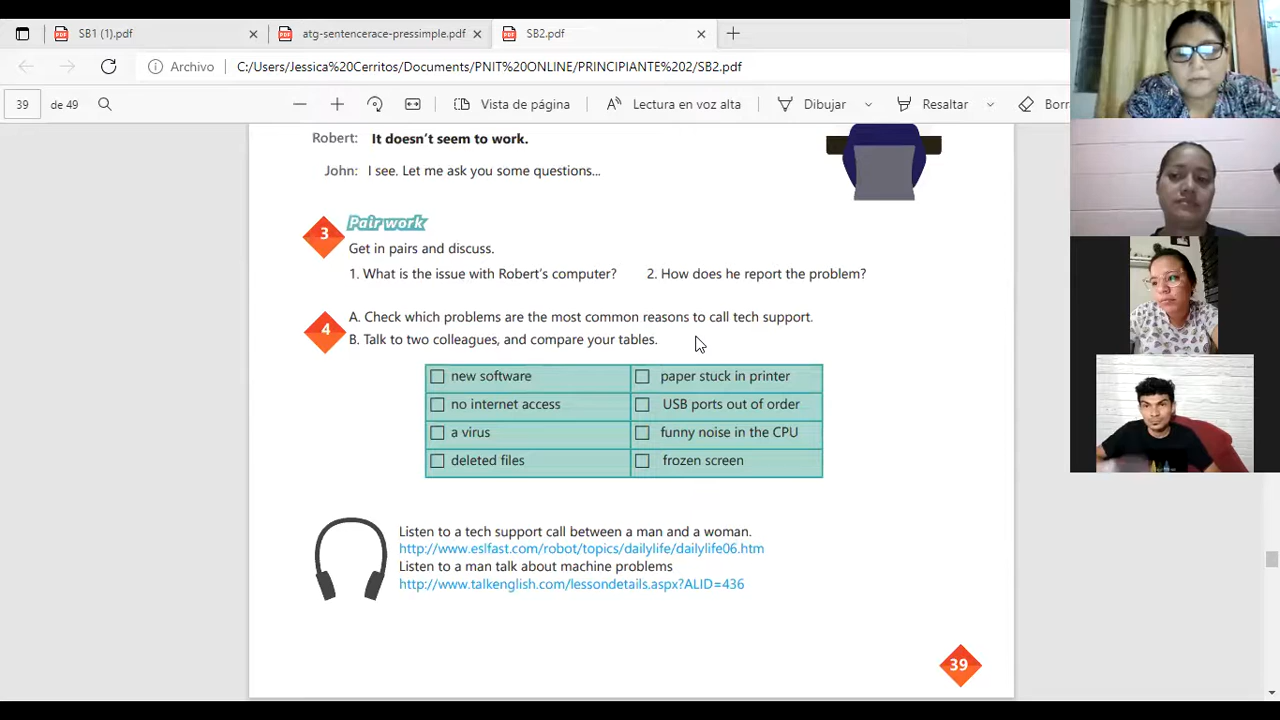 SB1 (1).pdf
atg-sentencerace-pressimple.pdf
SB2.pdf
Archivo
C:/Users/Jessica%20Cerritos/Documents/PNIT%20ONLINE/PRINCIPIANTE%202/SB2.pdf
39
de 49
Vista de página
Lectura en voz alta
Dibujar
Resaltar
Borr
Robert: It doesn't seem to work.
John: I see. Let me ask you some questions...
3
Pair work
Get in pairs and discuss.
1. What is the issue with Robert's computer?
2. How does he report the problem?
4
A. Check which problems are the most common reasons to call tech support.
B. Talk to two colleagues, and compare your tables.
new software
paper stuck in printer
no internet access
USB ports out of order
a virus
funny noise in the CPU
deleted files
frozen screen
Listen to a tech support call between a man and a woman.
http://www.eslfast.com/robot/topics/dailylife/dailylife06.htm
Listen to a man talk about machine problems
http://www.talkenglish.com/lessondetails.aspx?ALID=436
39